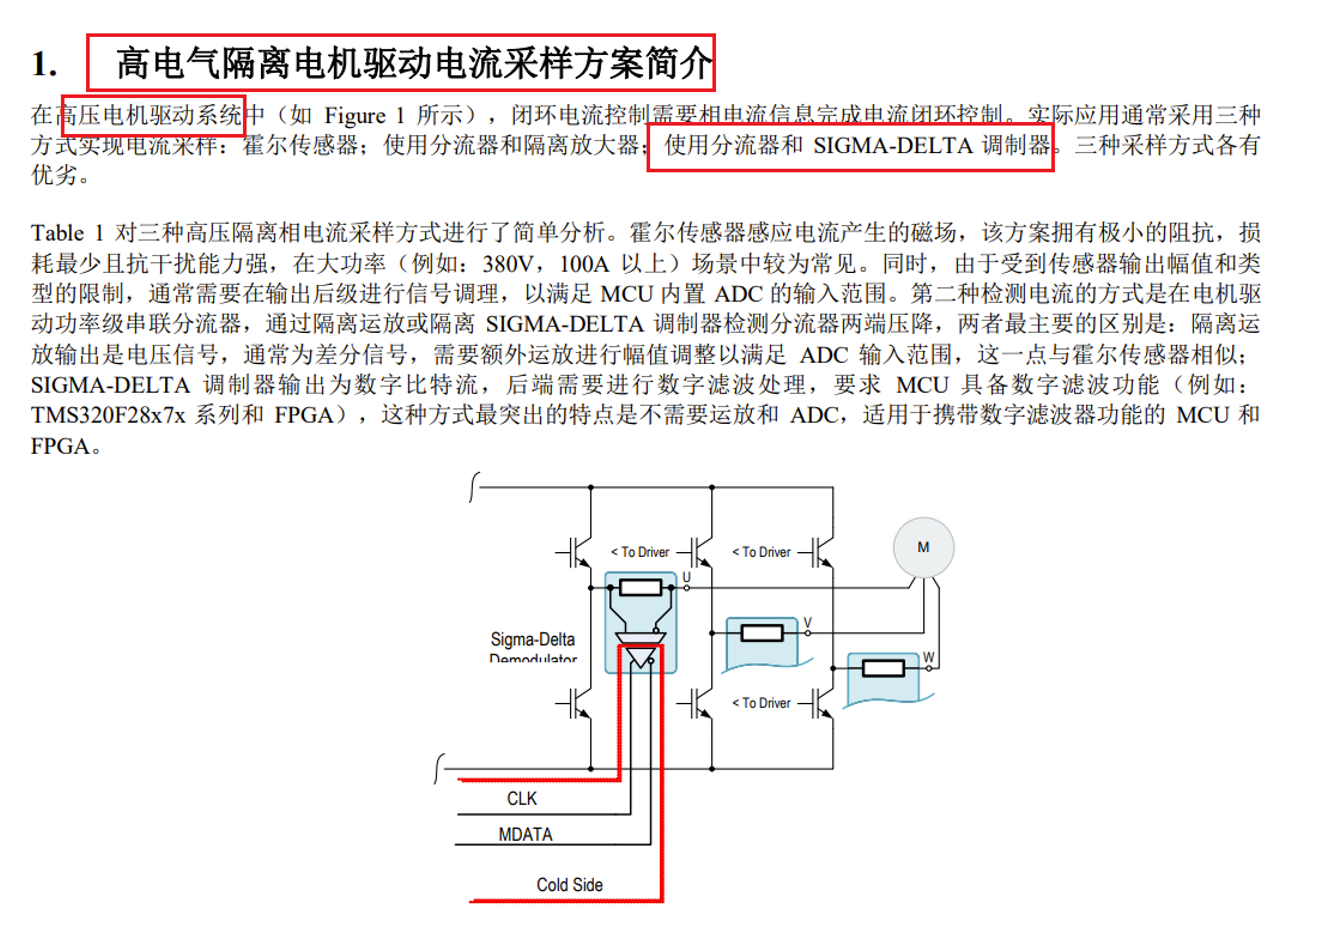 1. 高电气隔离电机驱动电流采样方案简介
在高压电机驱动系统中（如 Figure 1 所示），闭环电流控制需要相电流信息完成电流闭环控制。实际应用通常采用三种
方式实现电流采样：霍尔传感器；使用分流器和隔离放大器；使用分流器和 SIGMA-DELTA 调制器。三种采样方式各有
优劣。
Table 1 对三种高压隔离相电流采样方式进行了简单分析。霍尔传感器感应电流产生的磁场，该方案拥有极小的阻抗，损
耗最少且抗干扰能力强，在大功率（例如：380V，100A 以上）场景中较为常见。同时，由于受到传感器输出幅值和类
型的限制，通常需要在输出后级进行信号调理，以满足 MCU 内置 ADC 的输入范围。第二种检测电流的方式是在电机驱
动功率级串联分流器，通过隔离运放或隔离 SIGMA-DELTA 调制器检测分流器两端压降，两者最主要的区别是：隔离运
放输出是电压信号，通常为差分信号，需要额外运放进行幅值调整以满足 ADC 输入范围，这一点与霍尔传感器相似；
SIGMA-DELTA 调制器输出为数字比特流，后端需要进行数字滤波处理，要求 MCU 具备数字滤波功能（例如：
TMS320F28x7x 系列和 FPGA），这种方式最突出的特点是不需要运放和 ADC，适用于携带数字滤波器功能的 MCU 和
FPGA。
< To Driver
< To Driver
M
U
V
Sigma-Delta
Demodulator
W
< To Driver
CLK
MDATA
Cold Side